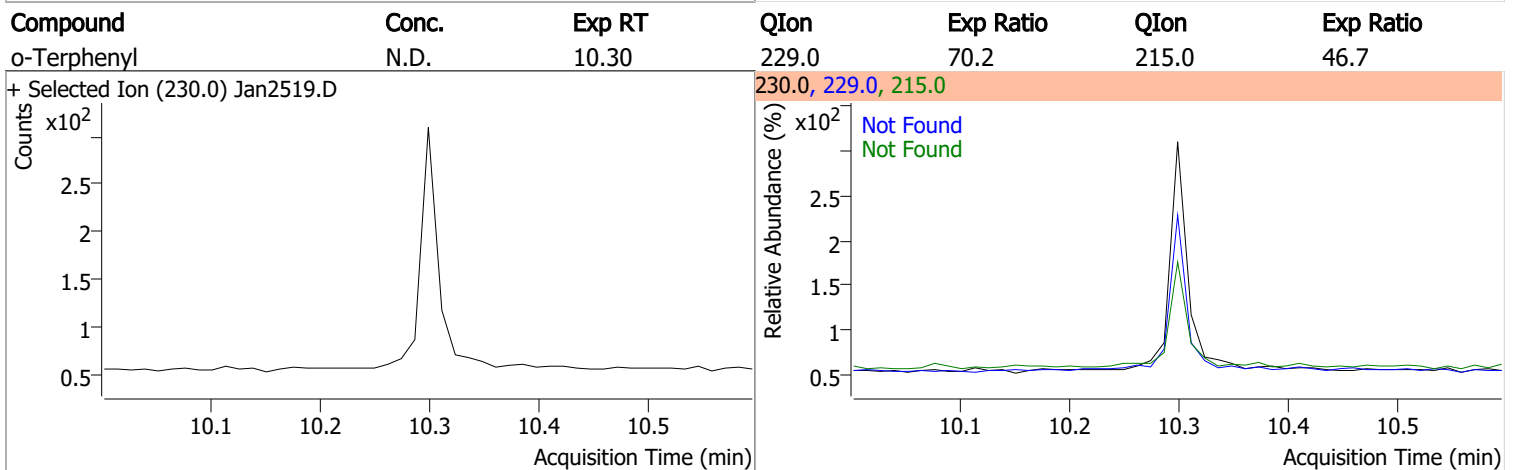 Compound Conc. Exp RT QIon Exp Ratio QIon Exp Ratio
o-Terphenyl N.D. 10.30 229.0 70.2 215.0 46.7
+ Selected Ion (230.0) Jan2519.D
Counts
x10²
2.5
2
1.5
1
0.5
10.1 10.2 10.3 10.4 10.5
Acquisition Time (min)
230.0, 229.0, 215.0
Relative Abundance (%)
x10²
Not Found
Not Found
2.5
2
1.5
1
0.5
10.1 10.2 10.3 10.4 10.5
Acquisition Time (min)